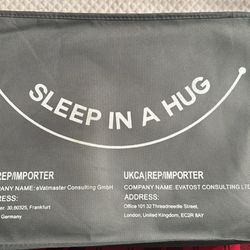 SLEEP IN A HUG
REP/IMPORTER
PANY NAME: eVatmaster Consulting GmbH
RESS:
30, 60325, Frankfurt
Germany
UKCA|REP/IMPORTER
COMPANY NAME: EVATOST CONSULTING LTD
ADDRESS:
Office 101 32 Threadneedle Street,
London, United Kingdom, EC2R 8AY